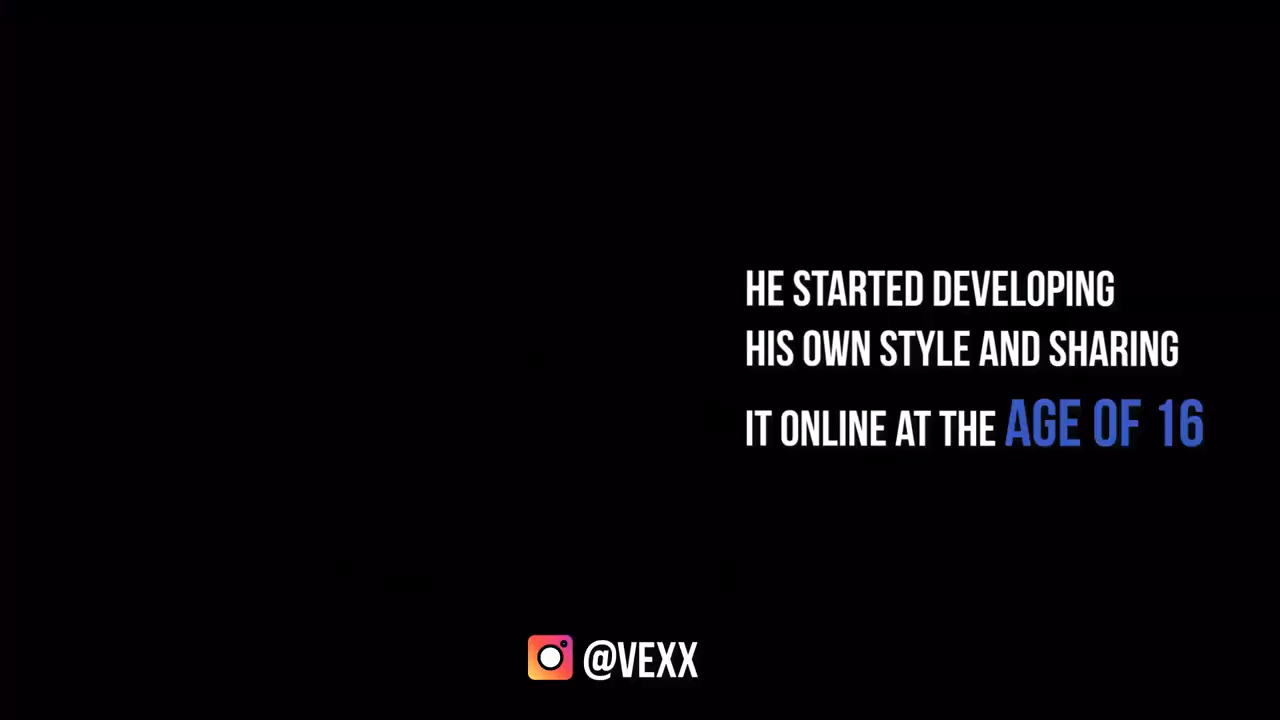 HE STARTED DEVELOPING
HIS OWN STYLE AND SHARING
IT ONLINE AT THE AGE OF 16
@VEXX